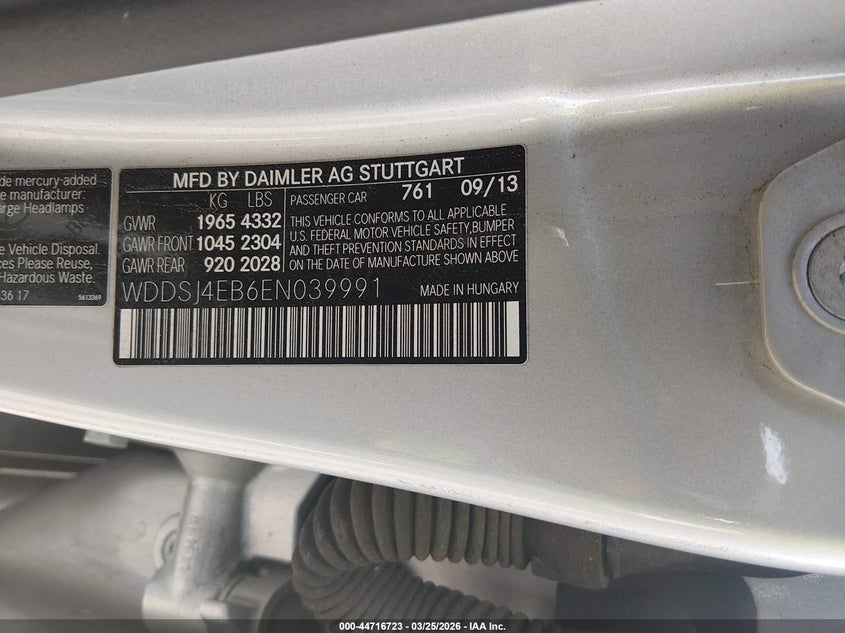 de mercury-added
e manufacturer.
arge Headlamps
e Vehicle Disposal.
ces Please Reuse,
Hazardous Waste.
36 17
5613369
MFD BY DAIMLER AG STUTTGART
KG LBS
GVWR 1965 4332
GAWR FRONT 1045 2304
GAWR REAR 920 2028
PASSENGER CAR 761 09/13
THIS VEHICLE CONFORMS TO ALL APPLICABLE
U.S. FEDERAL MOTOR VEHICLE SAFETY,BUMPER
AND THEFT PREVENTION STANDARDS IN EFFECT
ON THE DATE OF MANUFACTURE SHOWN ABOVE
WDDSJ4EB6EN039991 MADE IN HUNGARY
000-44716723 - 03/25/2026 - IAA Inc.